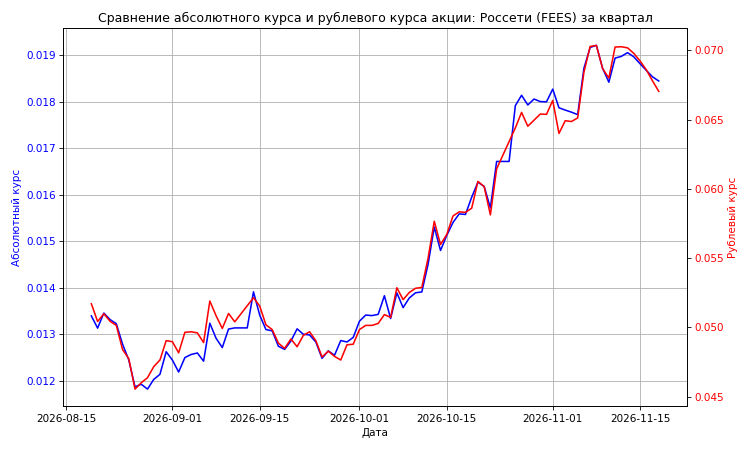 Сравнение абсолютного курса и рублевого курса акции: Россети (FEES) за квартал
0.019
0.018
0.017
0.016
0.015
0.014
0.013
0.012
Абсолютный курс
0.070
0.065
0.060
0.055
0.050
0.045
Рублевый курс
2026-08-15 2026-09-01 2026-09-15 2026-10-01 2026-10-15 2026-11-01 2026-11-15
Дата